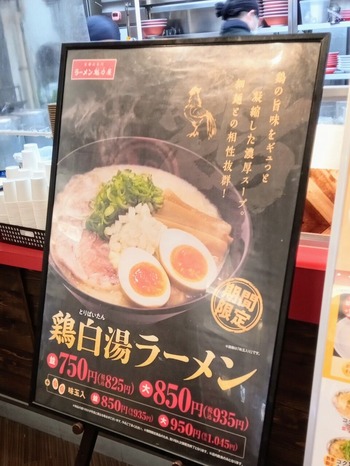 ラーメン
鶏の旨味をギュっと
凝縮した濃厚スープ。
細麺との相性抜群!
期間
限定
とりぱいたん
鶏白湯ラーメン
並 750円(税込825円)
大 850円(税込935円)
味玉入
並 850円(税込935円)
大 950円(税込1,045円)